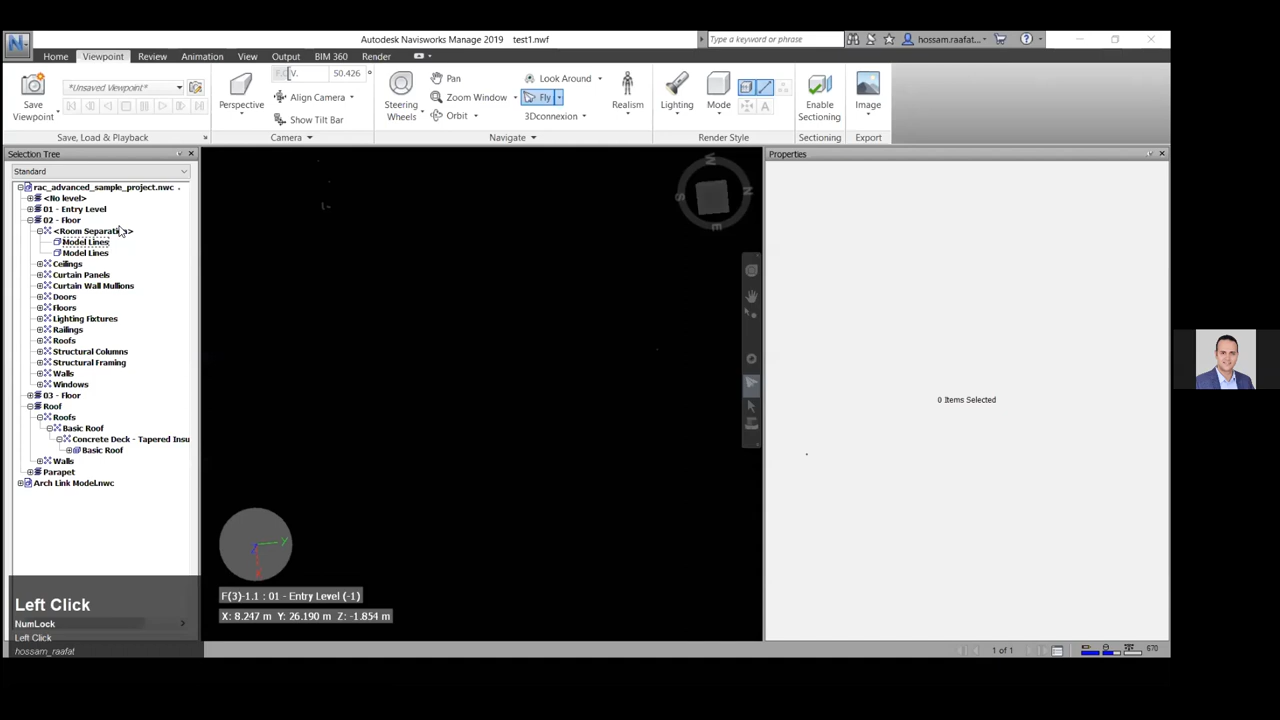 Autodesk Navisworks Manage 2019 test1.nwf
Type a keyword or phrase
hossam.raafat...
Home Viewpoint Review Animation View Output BIM 360 Render
Save Viewpoint
*Unsaved Viewpoint*
Save, Load & Playback
Perspective
V. 50.426 °
Align Camera
Show Tilt Bar
Camera
Steering Wheels
Pan
Zoom Window
Orbit
Look Around
Fly
3Dconnexion
Navigate
Realism
Lighting
Mode
Render Style
Enable Sectioning
Sectioning
Image
Export
Selection Tree
Standard
rac_advanced_sample_project.nwc
<No level>
01 - Entry Level
02 - Floor
<Room Separation>
Model Lines
Model Lines
Ceilings
Curtain Panels
Curtain Wall Mullions
Doors
Floors
Lighting Fixtures
Railings
Roofs
Structural Columns
Structural Framing
Walls
Windows
03 - Floor
Roof
Roofs
Basic Roof
Concrete Deck - Tapered Insu
Basic Roof
Walls
Parapet
Arch Link Model.nwc
W
S N
E
Y
F(3)-1.1 : 01 - Entry Level (-1)
X: 8.247 m Y: 26.190 m Z: -1.854 m
Properties
0 Items Selected
Left Click
NumLock
Left Click
hossam_raafat
1 of 1
670